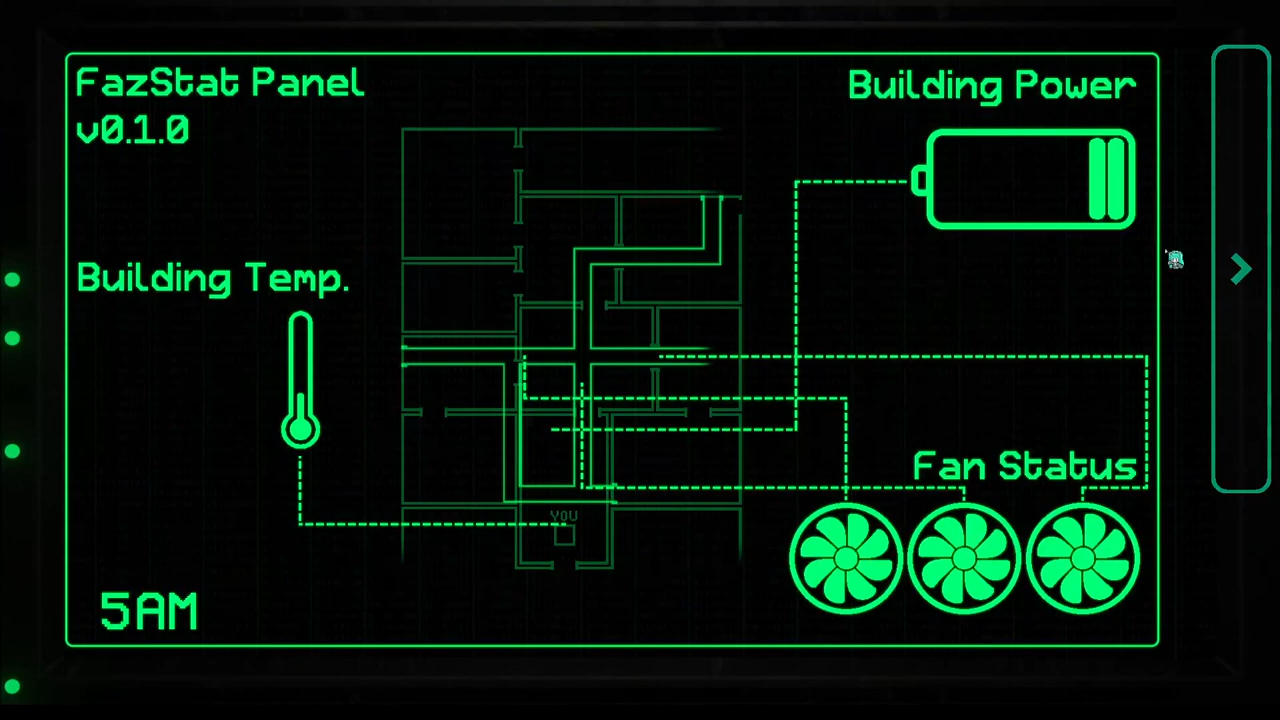 FazStat Panel
v0.1.0
Building Power
Building Temp.
Fan Status
YOU
5AM